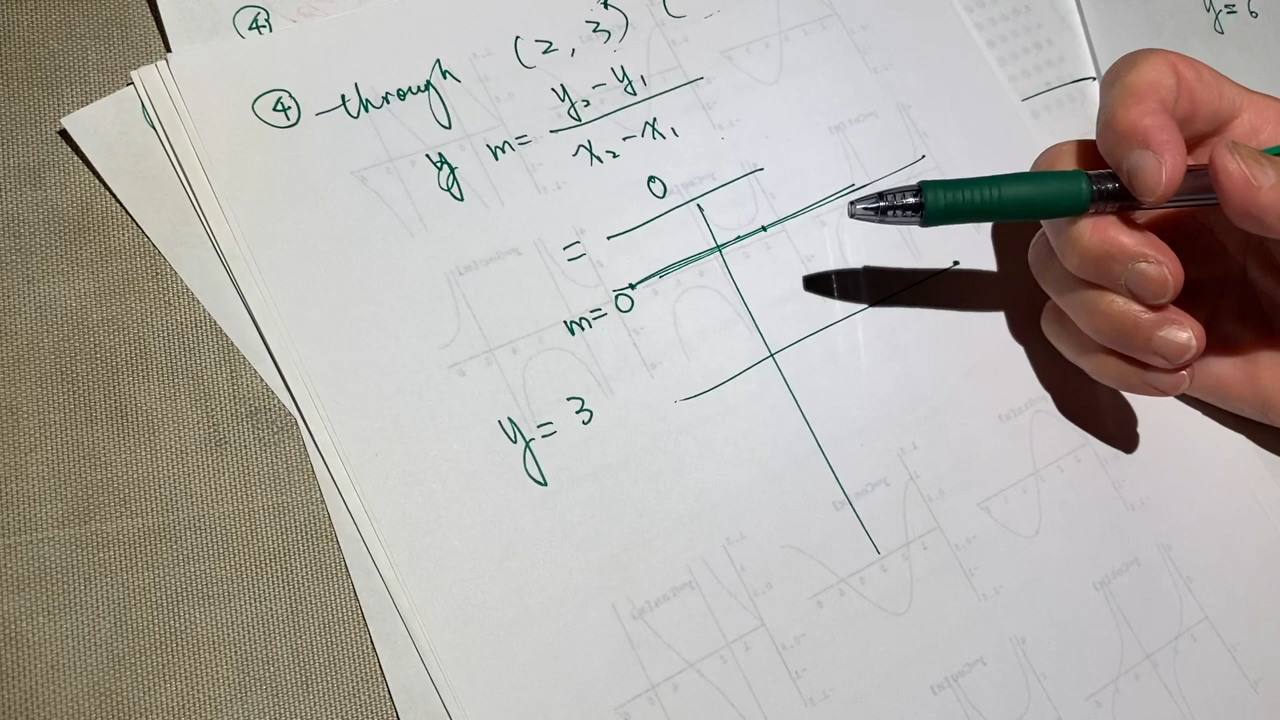 ④
y = 6
④ through (2, 3) (
y m = y₂ - y₁ / x₂ - x₁
= 0
m = 0
y = 3